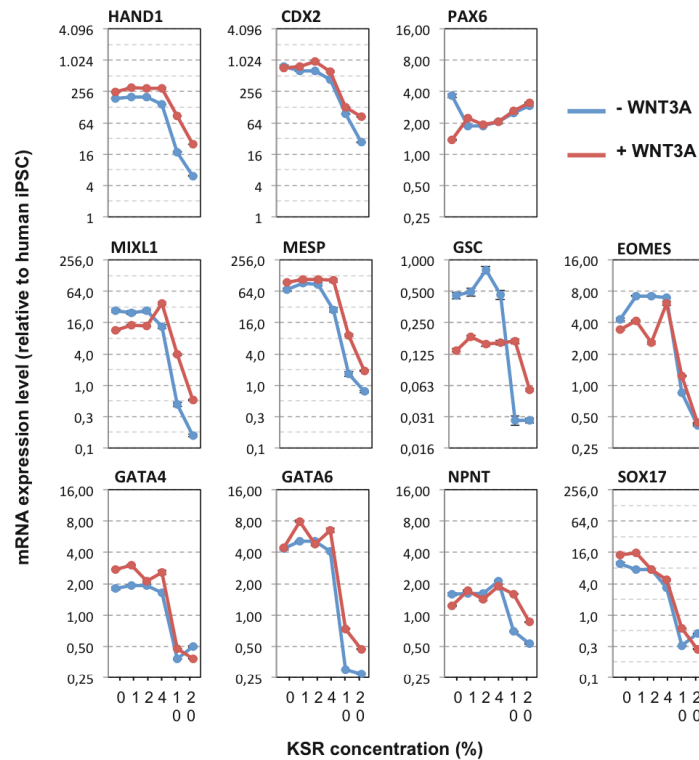 HAND1 CDX2 PAX6
4.096 4.096 16,00
1.024 1.024 8,00
256 256 4,00
64 64 2,00
16 16 1,00
4 4 0,50
1 1 0,25
- WNT3A
+ WNT3A
mRNA expression level (relative to human iPSC)
MIXL1 MESP GSC EOMES
256,0 256,0 1,000 16,00
64,0 64,0 0,500 8,00
16,0 16,0 0,250 4,00
4,0 4,0 0,125 2,00
1,0 1,0 0,063 1,00
0,3 0,3 0,031 0,50
0,1 0,1 0,016 0,25
GATA4 GATA6 NPNT SOX17
16,00 16,00 16,00 256,0
8,00 8,00 8,00 64,0
4,00 4,00 4,00 16,0
2,00 2,00 2,00 4,0
1,00 1,00 1,00 1,0
0,50 0,50 0,50 0,3
0,25 0,25 0,25 0,1
0 1 2 4 1 2 0 1 2 4 1 2 0 1 2 4 1 2 0 1 2 4 1 2
0 0 0 0 0 0 0 0
KSR concentration (%)